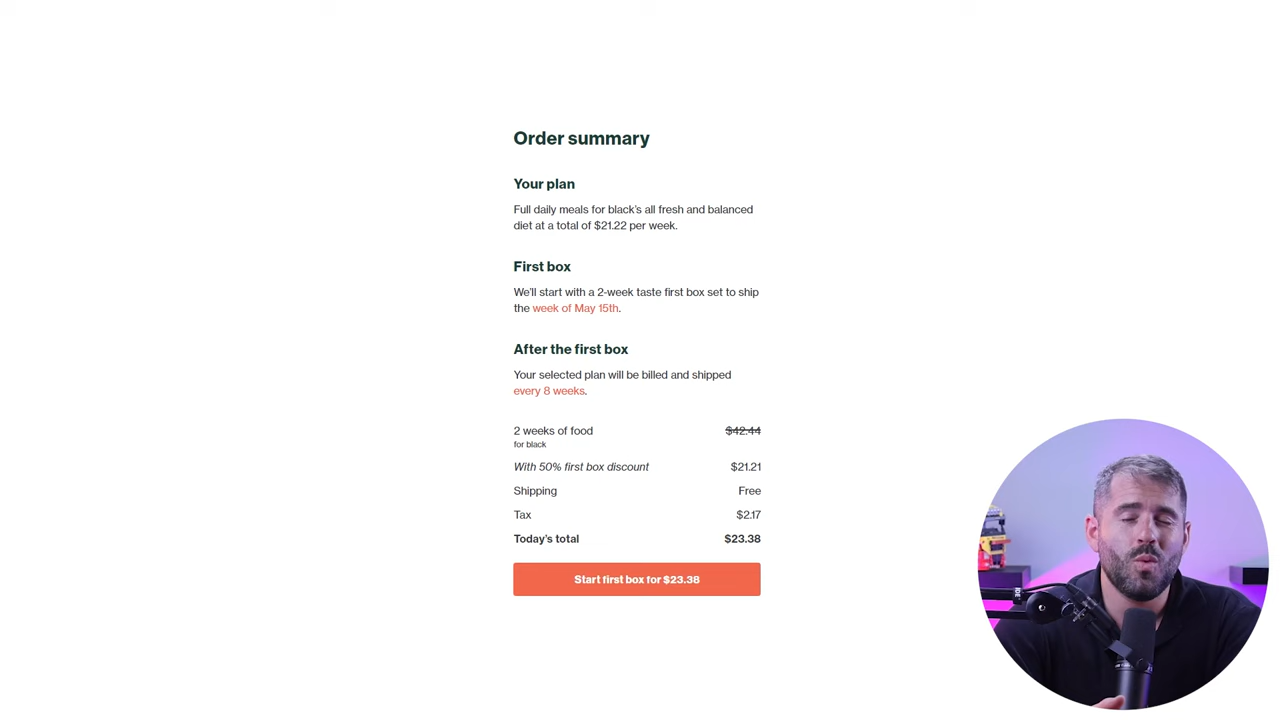 Order summary
Your plan
Full daily meals for black's all fresh and balanced
diet at a total of $21.22 per week.
First box
We'll start with a 2-week taste first box set to ship
the week of May 15th.
After the first box
Your selected plan will be billed and shipped
every 8 weeks.
2 weeks of food $42.44
for black
With 50% first box discount $21.21
Shipping Free
Tax $2.17
Today's total $23.38
Start first box for $23.38